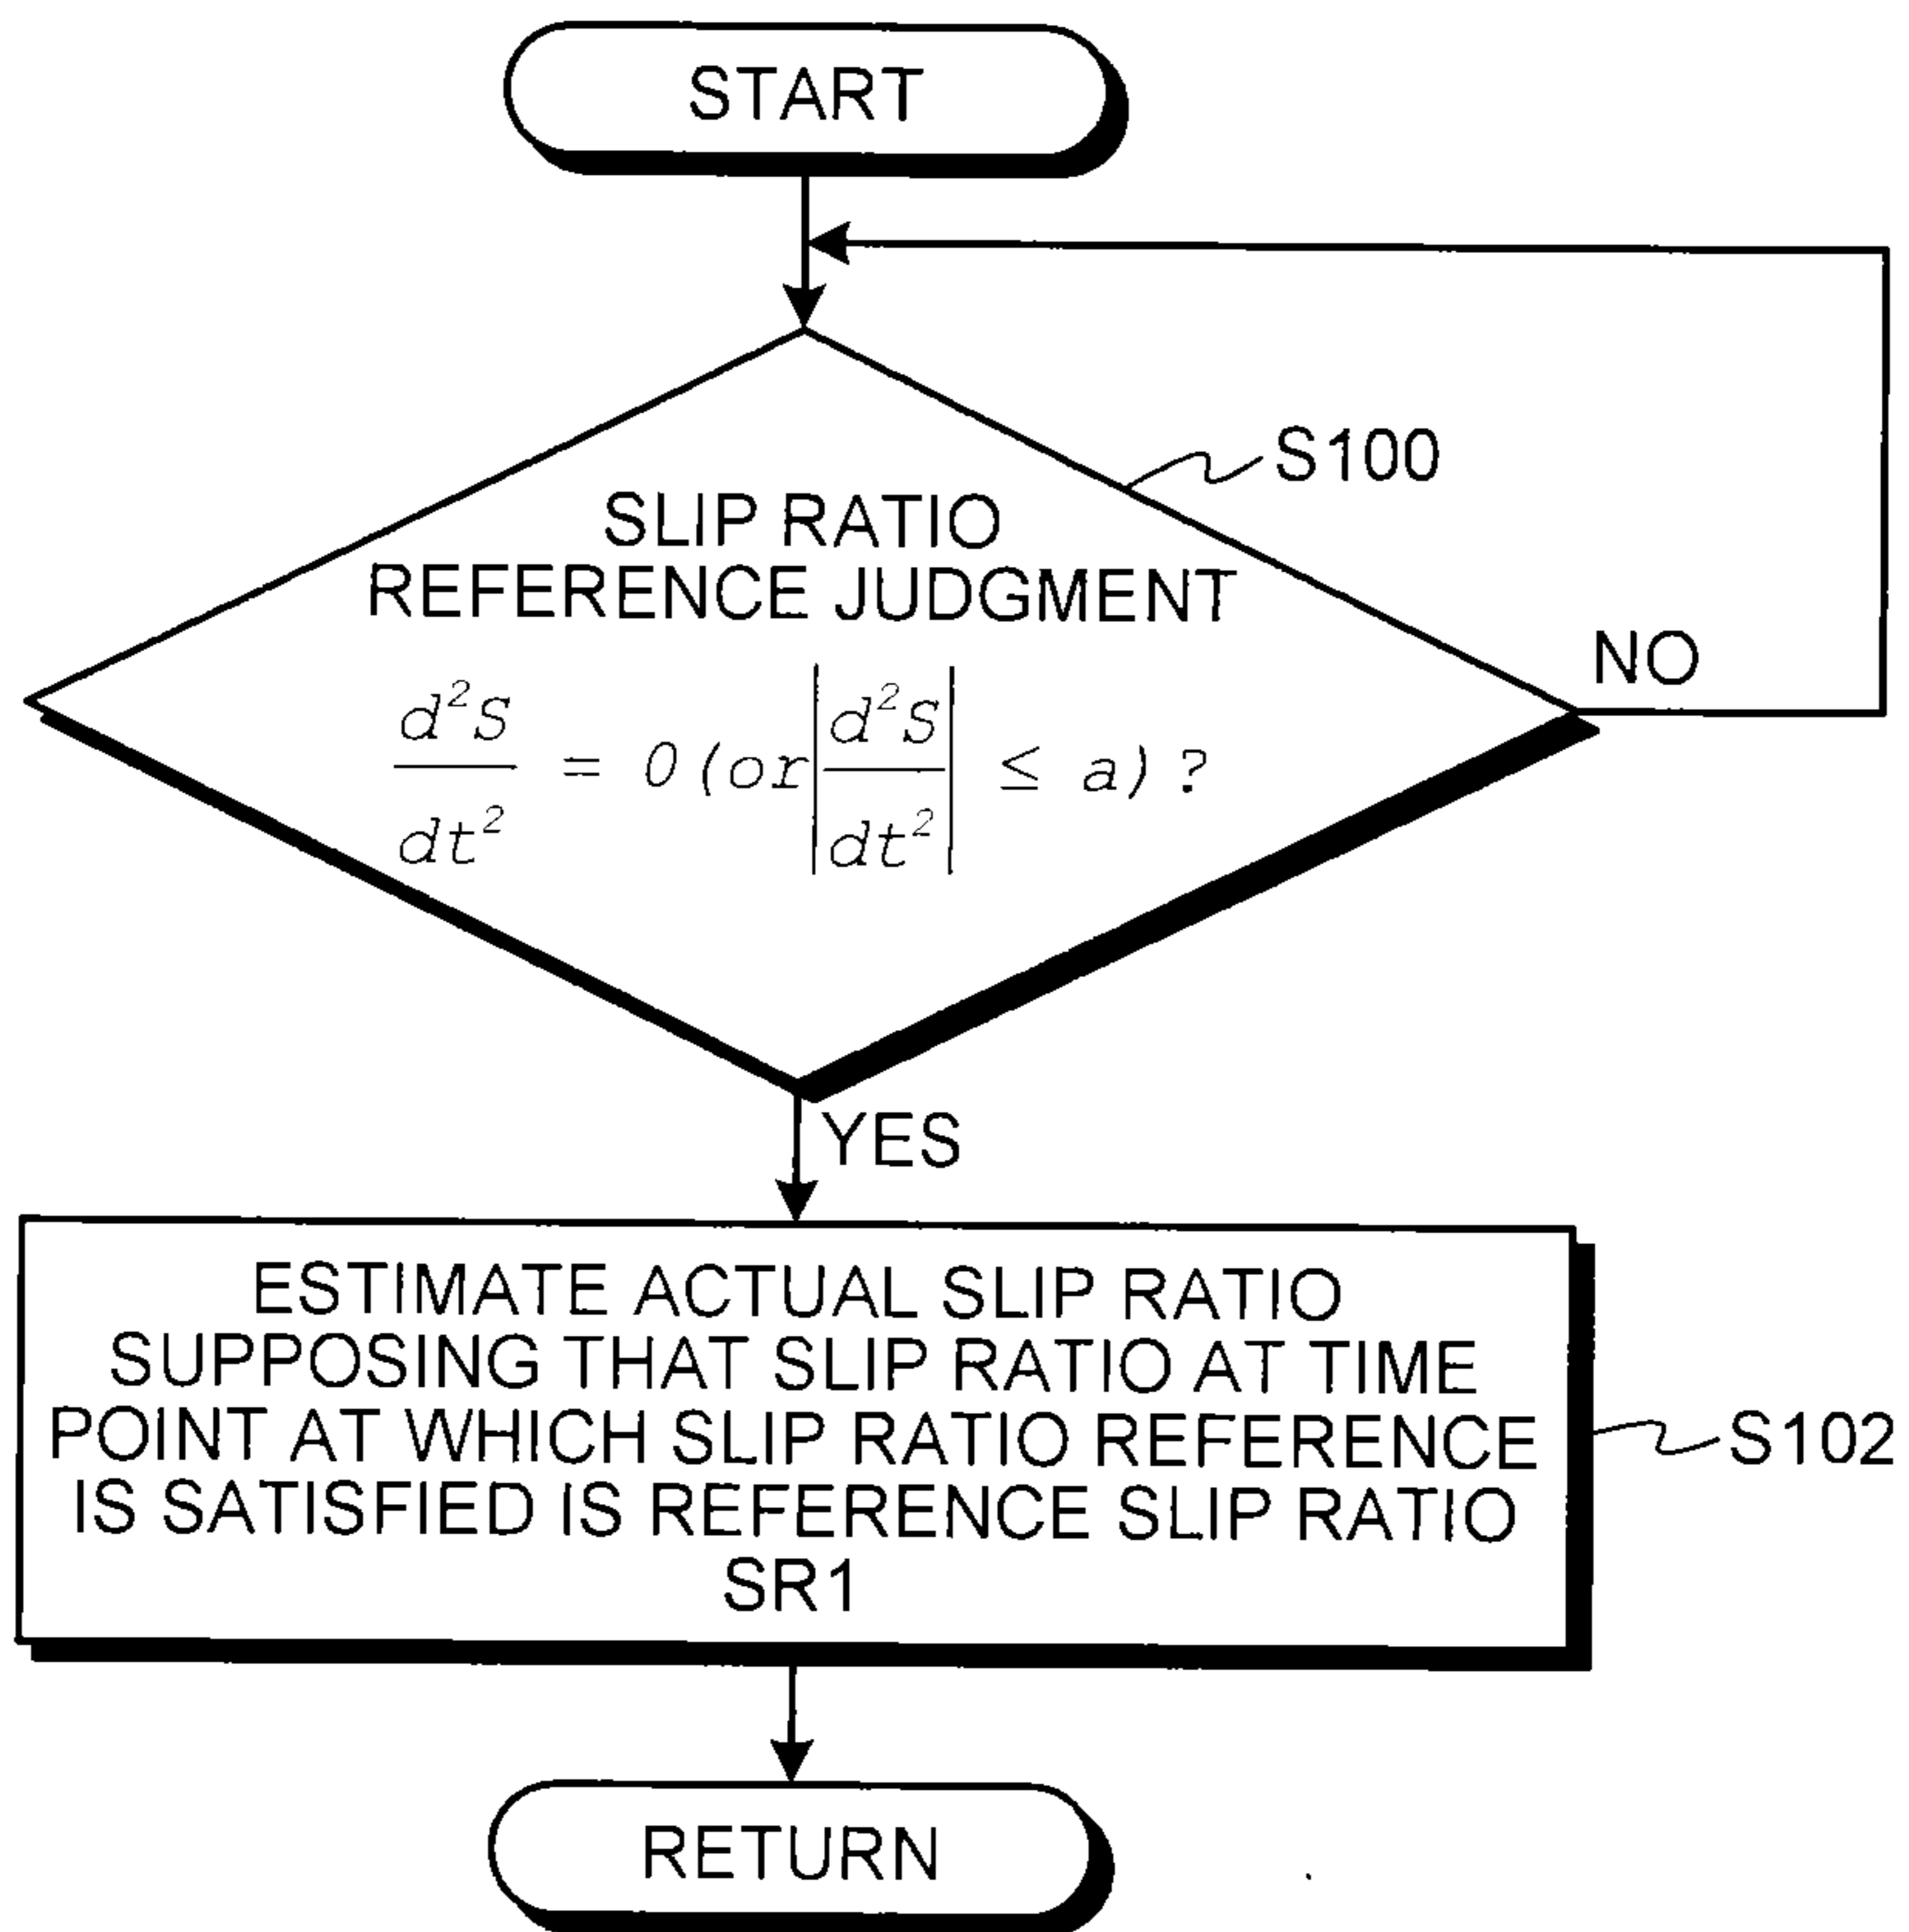 START
S100
SLIP RATIO
REFERENCE JUDGMENT
NO
d²S/dt² = 0 (or |d²S/dt²| ≤ a) ?
YES
ESTIMATE ACTUAL SLIP RATIO
SUPPOSING THAT SLIP RATIO AT TIME
POINT AT WHICH SLIP RATIO REFERENCE
IS SATISFIED IS REFERENCE SLIP RATIO
SR1
S102
RETURN